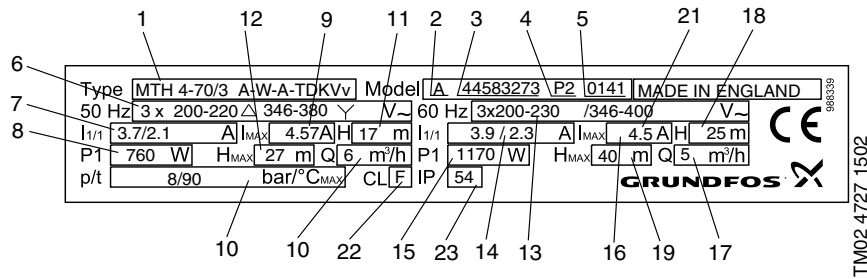 1 12 9 11 2 3 4 5 21 18
6
7
8
Type MTH 4-70/3 A-W-A-TDKVv Model A 44583273 P2 0141 MADE IN ENGLAND
988339
50 Hz 3 x 200-220 △ 346-380 Y V~ 60 Hz 3x200-230 /346-400 V~
I1/1 3.7/2.1 A IMAX 4.57 A H 17 m I1/1 3.9 / 2.3 A IMAX 4.5 A H 25 m CE
P1 760 W HMAX 27 m Q 6 m³/h P1 1170 W HMAX 40 m Q 5 m³/h
p/t 8/90 bar/°CMAX CL F IP 54 GRUNDFOS
10 10 22 15 23 14 13 16 19 17
TM02 4727 1502